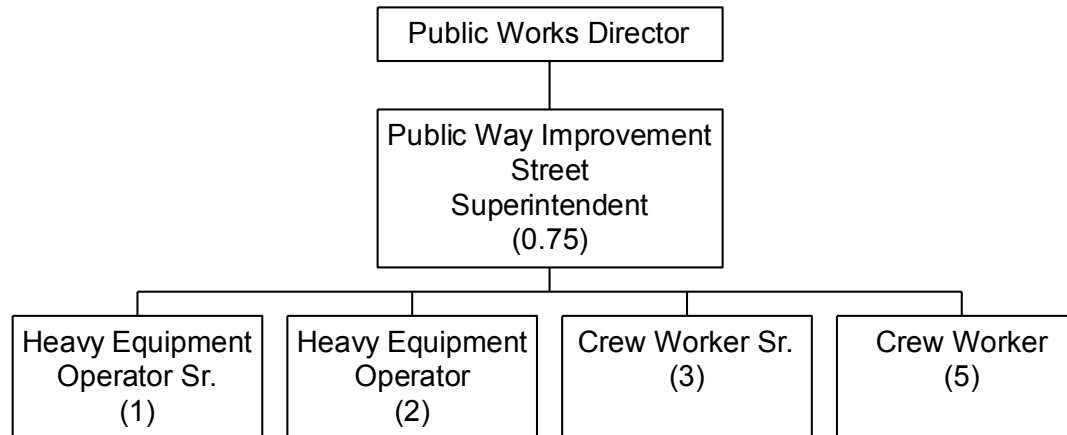 Public Works Director
Public Way Improvement
Street
Superintendent
(0.75)
Heavy Equipment
Operator Sr.
(1)
Heavy Equipment
Operator
(2)
Crew Worker Sr.
(3)
Crew Worker
(5)